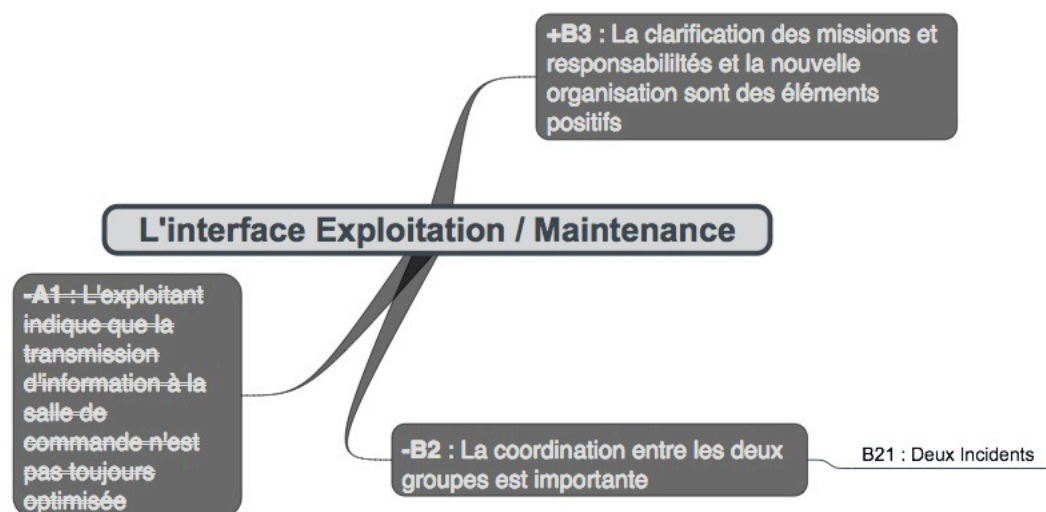 +B3 : La clarification des missions et
responsabililtés et la nouvelle
organisation sont des éléments
positifs
L'interface Exploitation / Maintenance
-A1 : L'exploitant
indique que la
transmission
d'information à la
salle de
commande n'est
pas toujours
optimisée
-B2 : La coordination entre les deux
groupes est importante
B21 : Deux Incidents